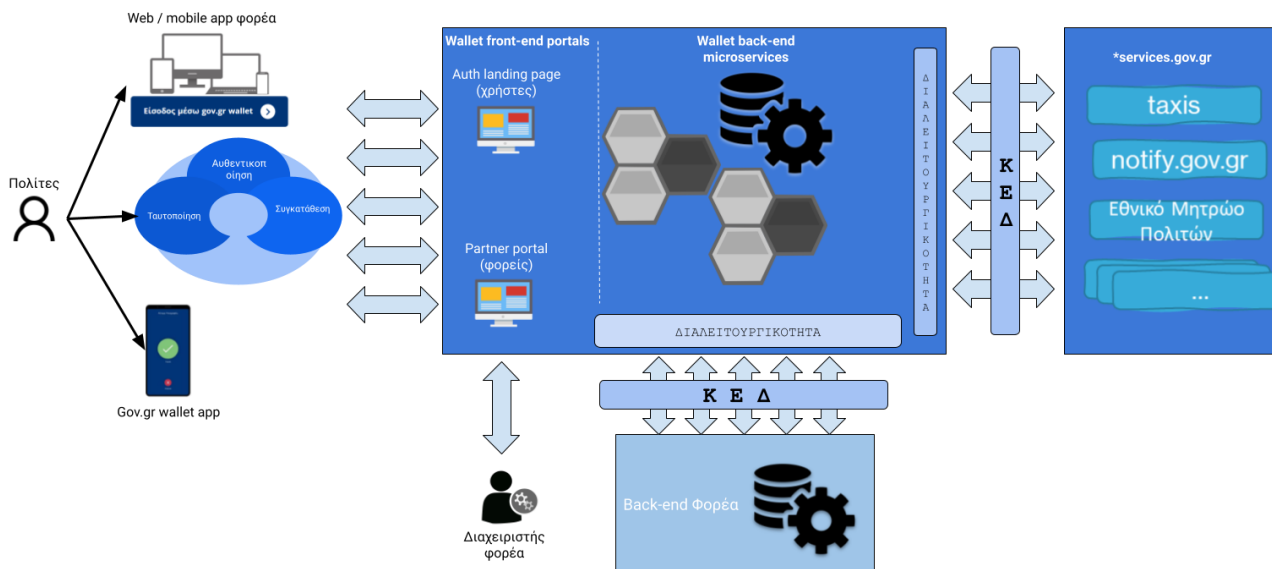 Web / mobile app φορέα
Είσοδος μέσω gov.gr wallet
Αυθεντικοπ
οίηση
Ταυτοποίηση
Συγκατάθεση
Πολίτες
Gov.gr wallet app
Wallet front-end portals
Auth landing page
(χρήστες)
Partner portal
(φορείς)
Wallet back-end
microservices
ΔΙΑΛΕΙΤΟΥΡΓΙΚΟΤΗΤΑ
ΔΙΑΛΕΙΤΟΥΡΓΙΚΟΤΗΤΑ
Κ Ε Δ
Κ Ε Δ
*services.gov.gr
taxis
notify.gov.gr
Εθνικό Μητρώο
Πολιτών
...
Διαχειριστής
φορέα
Back-end Φορέα